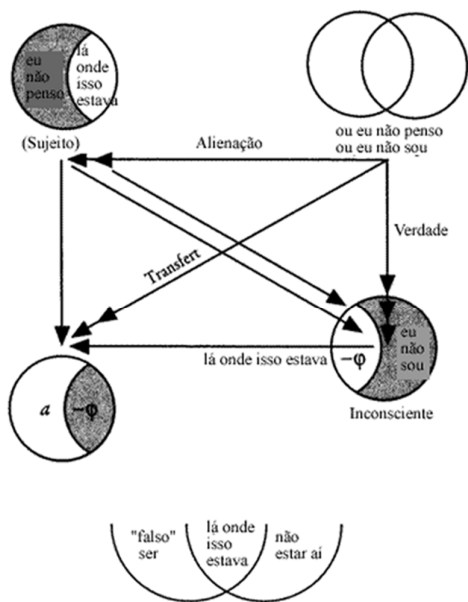 eu
não
penso
lá
onde
isso
estava
(Sujeito)
ou eu não penso
ou eu não sou
Alienação
Verdade
Transfert
lá onde isso estava
-φ
eu
não
sou
Inconsciente
a
-φ
"falso"
ser
lá onde
isso
estava
não
estar aí